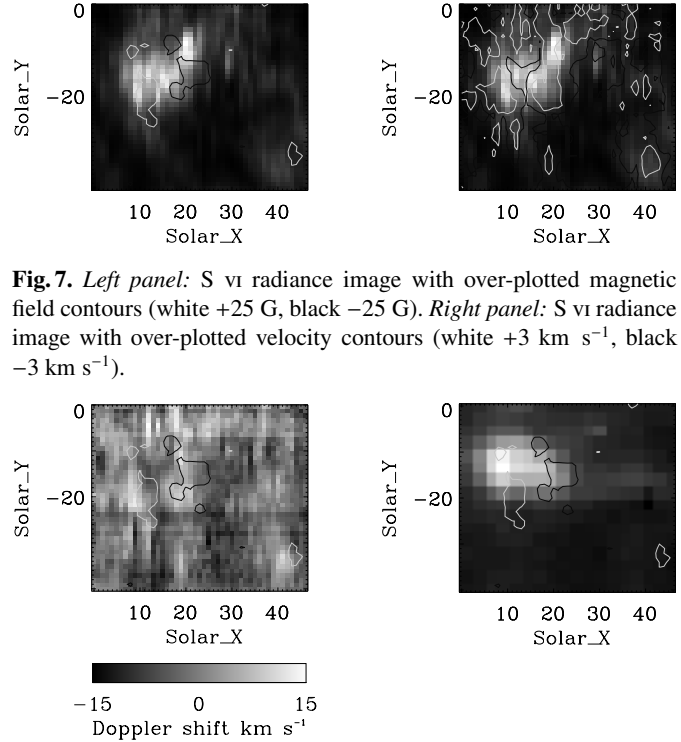 0
−20
Solar_Y
10 20 30 40
Solar_X
0
−20
Solar_Y
10 20 30 40
Solar_X
Fig. 7. Left panel: S VI radiance image with over-plotted magnetic
field contours (white +25 G, black −25 G). Right panel: S VI radiance
image with over-plotted velocity contours (white +3 km s⁻¹, black
−3 km s⁻¹).
0
−20
Solar_Y
10 20 30 40
Solar_X
−15 0 15
Doppler shift km s⁻¹
0
−20
Solar_Y
10 20 30 40
Solar_X